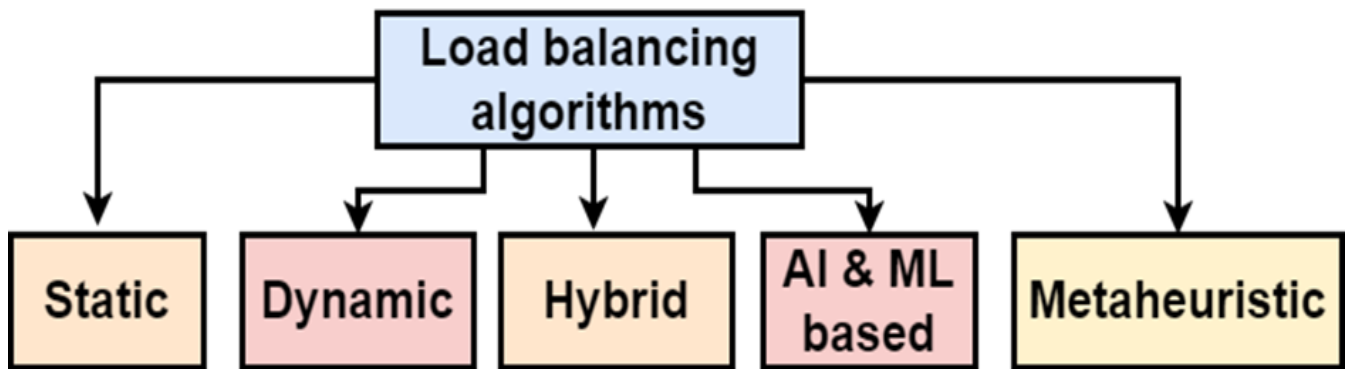 Load balancing
algorithms
Static
Dynamic
Hybrid
AI & ML
based
Metaheuristic